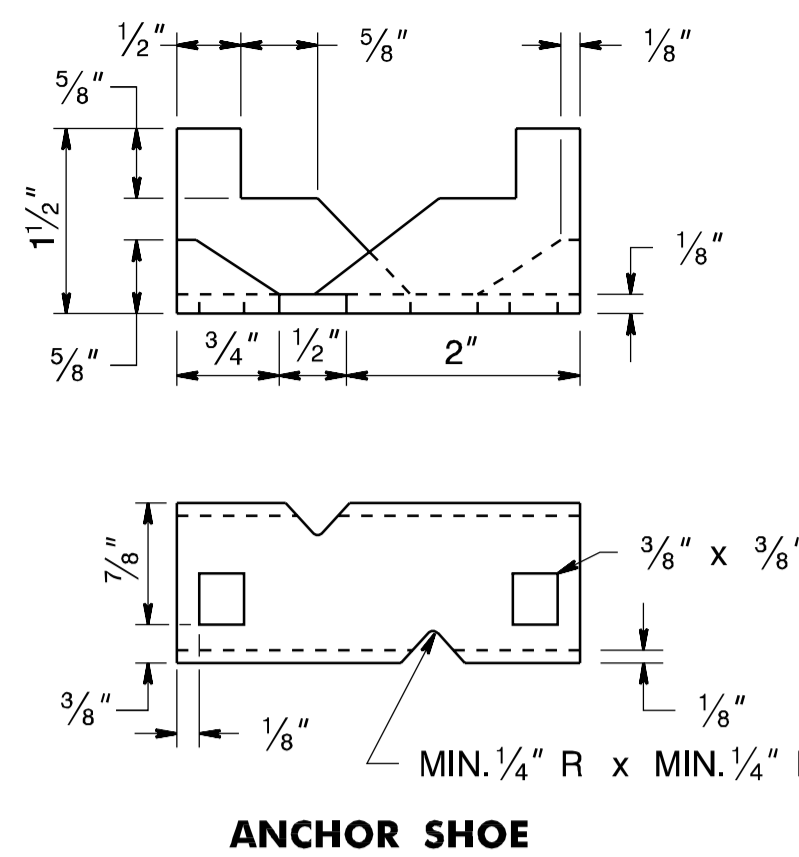 1/2" 5/8" 1/8"
5/8"
1 1/2"
1/8"
3/4" 1/2" 2"
5/8"
7/8"
3/8" x 3/8"
3/8"
1/8"
1/8"
MIN. 1/4" R x MIN. 1/4"
ANCHOR SHOE